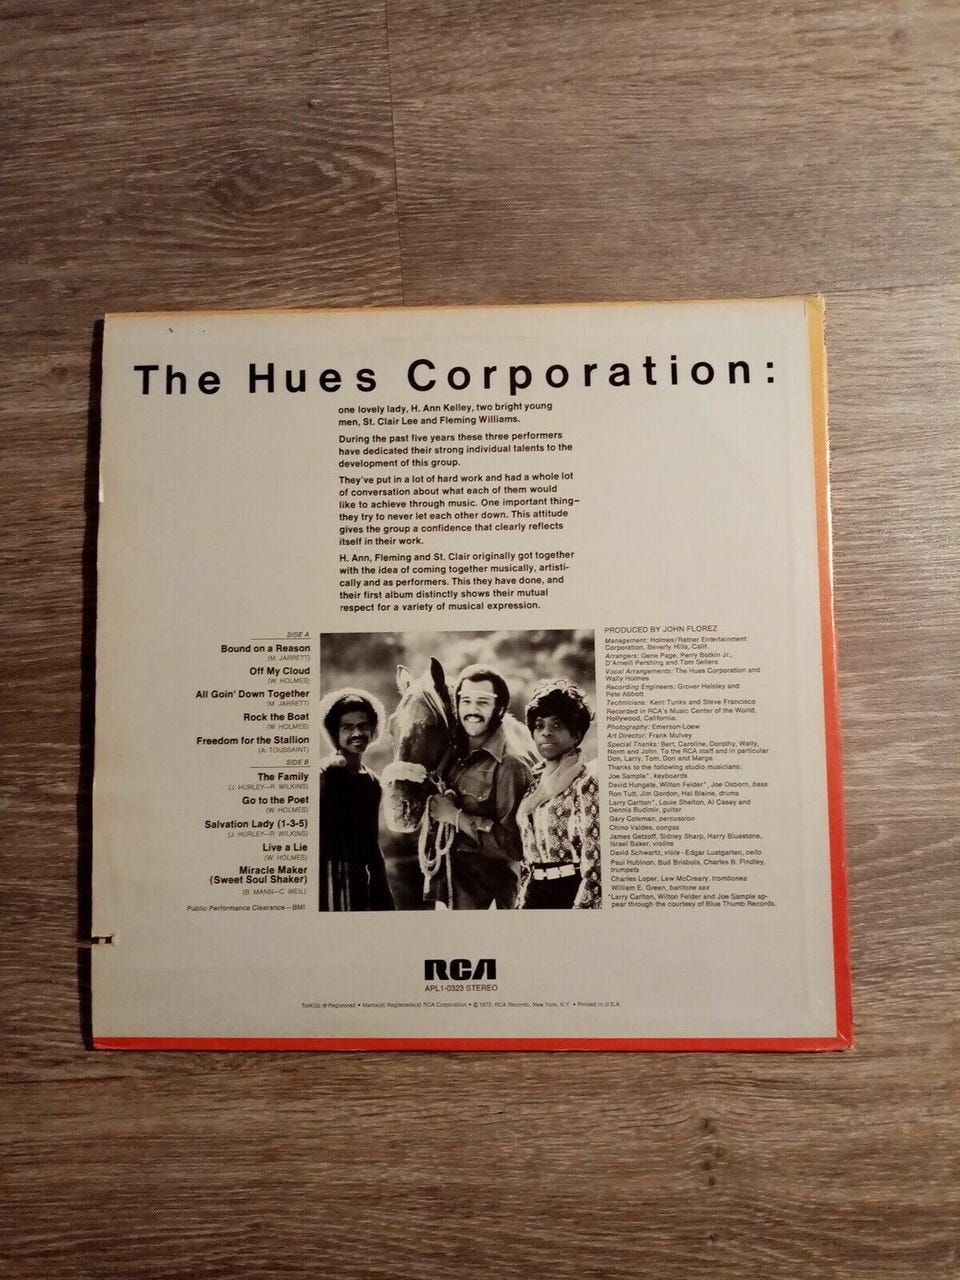 The Hues Corporation:
one lovely lady, H. Ann Kelley, two bright young
men, St. Clair Lee and Fleming Williams.
During the past five years these three performers
have dedicated their strong individual talents to the
development of this group.
They've put in a lot of hard work and had a whole lot
of conversation about what each of them would
like to achieve through music. One important thing—
they try to never let each other down. This attitude
gives the group a confidence that clearly reflects
itself in their work.
H. Ann, Fleming and St. Clair originally got together
with the idea of coming together musically, artisti-
cally and as performers. This they have done, and
their first album distinctly shows their mutual
respect for a variety of musical expression.
SIDE A
Bound on a Reason
(M. JARRETT)
Off My Cloud
(W. HOLMES)
All Goin' Down Together
(M. JARRETT)
Rock the Boat
(W. HOLMES)
Freedom for the Stallion
(A. TOUSSAINT)
SIDE B
The Family
(J. HURLEY—R. WILKINS)
Go to the Poet
(W. HOLMES)
Salvation Lady (1-3-5)
(J. HURLEY—R. WILKINS)
Live a Lie
(W. HOLMES)
Miracle Maker
(Sweet Soul Shaker)
(B. MANN—C. WEIL)
Public Performance Clearance—BMI
PRODUCED BY JOHN FLOREZ
Management: Holmes/Ratner Entertainment
Corporation, Beverly Hills, Calif.
Arrangers: Gene Page, Perry Botkin Jr.,
D'Arneill Pershing and Tom Sellers
Vocal Arrangements: The Hues Corporation and
Wally Holmes
Recording Engineers: Grover Helsley and
Pete Abbott
Technicians: Kent Tunks and Steve Francisco
Recorded in RCA's Music Center of the World,
Hollywood, California.
Photography: Emerson-Loew
Art Director: Frank Mulvey
Special Thanks: Bert, Caroline, Dorothy, Wally,
Norm and John. To the RCA staff and in particular
Don, Larry, Tom, Don and Marge.
Thanks to the following studio musicians:
Joe Sample*, keyboards
David Hungate, Wilton Felder*, Joe Osborn, bass
Ron Tutt, Jim Gordon, Hal Blaine, drums
Larry Carlton*, Louie Shelton, Al Casey and
Dennis Budimir, guitar
Gary Coleman, percussion
Chino Valdes, congas
James Getzoff, Sidney Sharp, Harry Bluestone,
Israel Baker, violins
David Schwartz, viola - Edgar Lustgarten, cello
Paul Hubinon, Bud Brisbois, Charles B. Findley,
trumpets
Charles Loper, Lew McCreary, trombones
William E. Green, baritone sax
*Larry Carlton, Wilton Felder and Joe Sample ap-
pear through the courtesy of Blue Thumb Records.
RCA
APL1-0323 STEREO
TMK(S) ® Registered • Marca(s) Registrada(s) RCA Corporation • © 1973, RCA Records, New York, N.Y. • Printed in U.S.A.